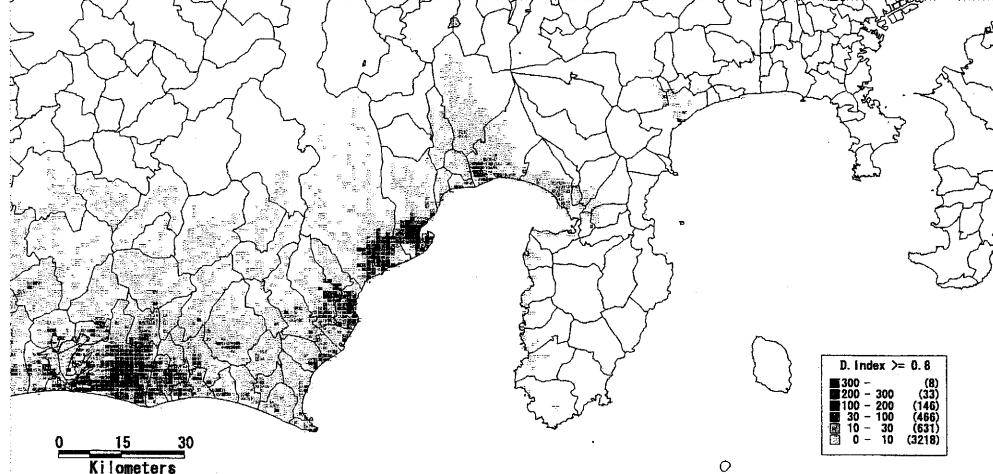 D.Index >= 0.8
300 - (8)
200 - 300 (33)
100 - 200 (146)
30 - 100 (466)
10 - 30 (631)
0 - 10 (3218)
0 15 30
Kilometers